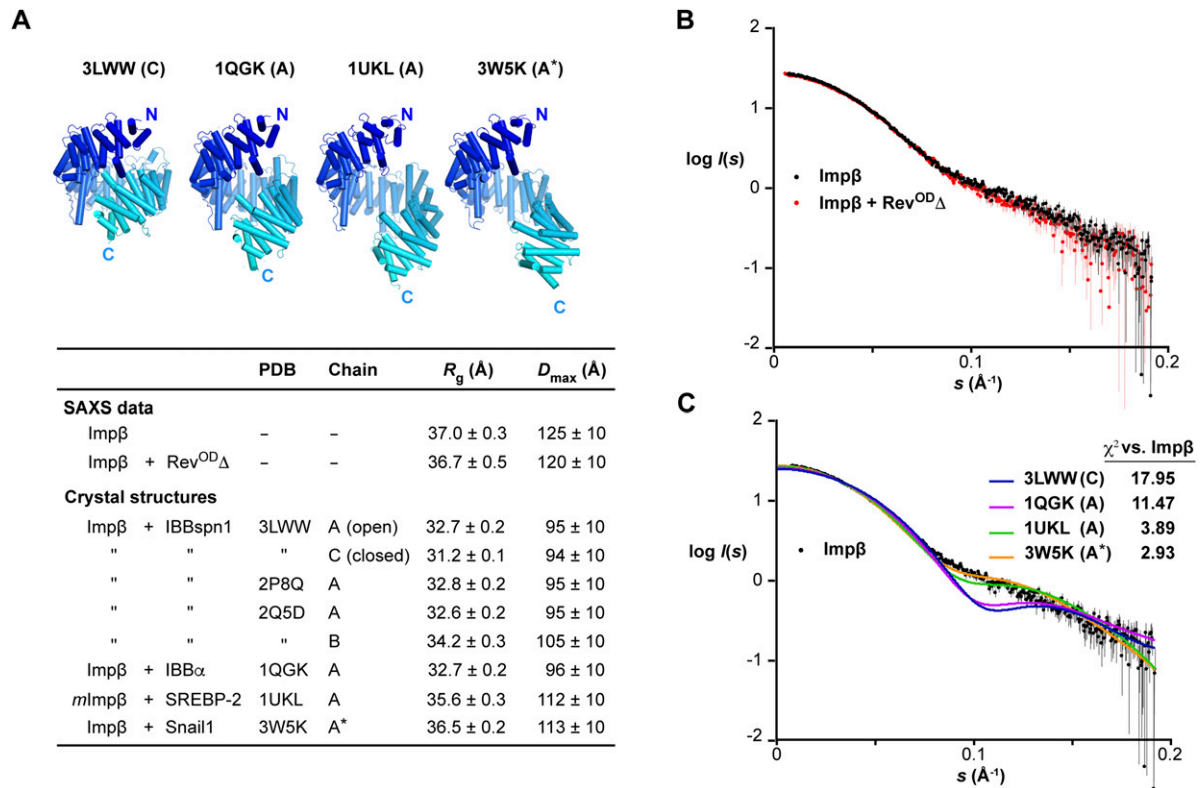 A
3LWW (C) 1QGK (A) 1UKL (A) 3W5K (A*)
N N N N
C C C C
PDB Chain Rg (Å) Dmax (Å)
SAXS data
Impβ – – 37.0 ± 0.3 125 ± 10
Impβ + RevODΔ – – 36.7 ± 0.5 120 ± 10
Crystal structures
Impβ + IBBspn1 3LWW A (open) 32.7 ± 0.2 95 ± 10
" " " C (closed) 31.2 ± 0.1 94 ± 10
" " 2P8Q A 32.8 ± 0.2 95 ± 10
" " 2Q5D A 32.6 ± 0.2 95 ± 10
" " " B 34.2 ± 0.3 105 ± 10
Impβ + IBBα 1QGK A 32.7 ± 0.2 96 ± 10
mImpβ + SREBP-2 1UKL A 35.6 ± 0.3 112 ± 10
Impβ + Snail1 3W5K A* 36.5 ± 0.2 113 ± 10
B
2
1
log I(s)
0
-1
-2
Impβ
Impβ + RevODΔ
0 0.1 0.2
s (Å-1)
C
2
1
log I(s)
0
-1
-2
Impβ
χ2 vs. Impβ
3LWW (C) 17.95
1QGK (A) 11.47
1UKL (A) 3.89
3W5K (A*) 2.93
0 0.1 0.2
s (Å-1)